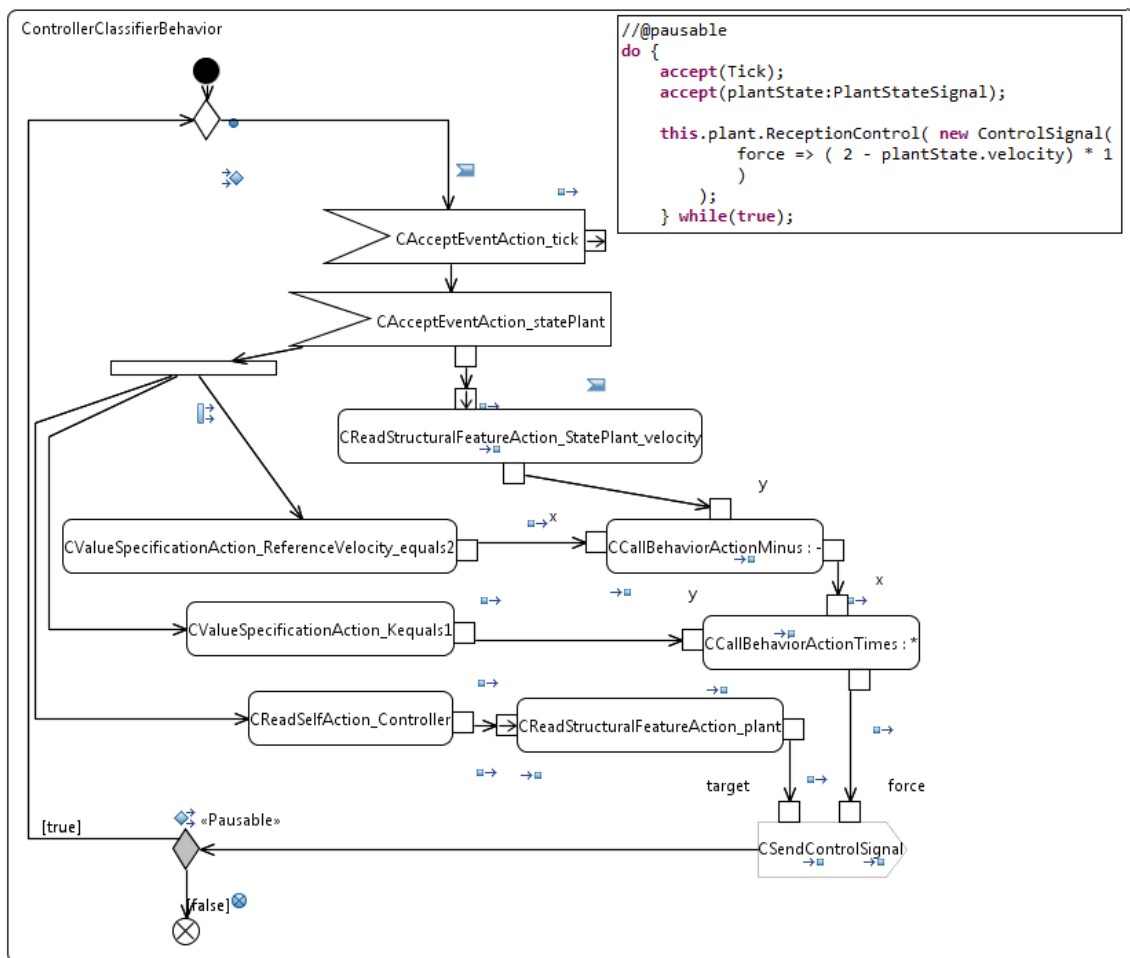 ControllerClassifierBehavior
//@pausable
do {
accept(Tick);
accept(plantState:PlantStateSignal);
this.plant.ReceptionControl( new ControlSignal(
force => ( 2 - plantState.velocity) * 1
)
);
} while(true);
CAcceptEventAction_tick
CAcceptEventAction_statePlant
CReadStructuralFeatureAction_StatePlant_velocity
y
x
CValueSpecificationAction_ReferenceVelocity_equals2
CCallBehaviorActionMinus : -
x
y
CValueSpecificationAction_Kequals1
CCallBehaviorActionTimes : *
CReadSelfAction_Controller
CReadStructuralFeatureAction_plant
target
force
«Pausable»
[true]
CSendControlSignal
[false]